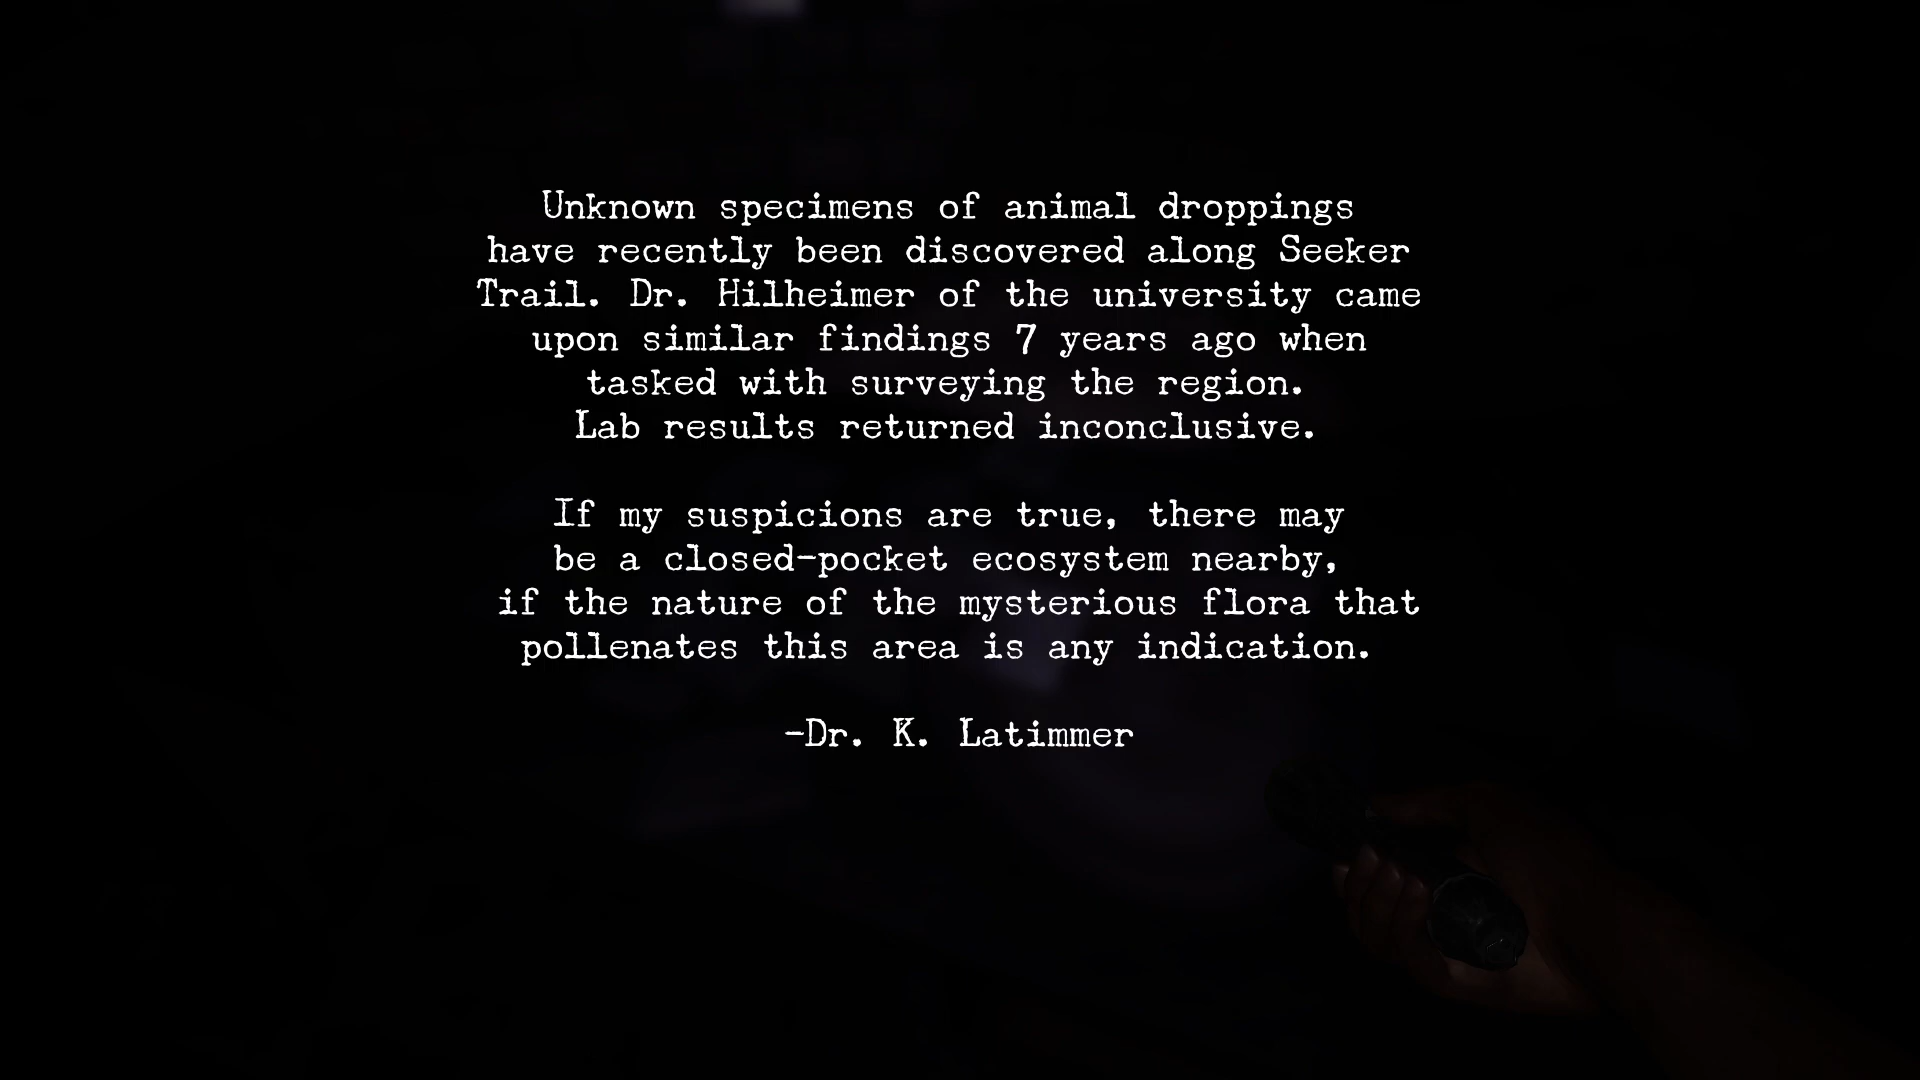 Unknown specimens of animal droppings
have recently been discovered along Seeker
Trail. Dr. Hilheimer of the university came
upon similar findings 7 years ago when
tasked with surveying the region.
Lab results returned inconclusive.
If my suspicions are true, there may
be a closed-pocket ecosystem nearby,
if the nature of the mysterious flora that
pollenates this area is any indication.
-Dr. K. Latimmer